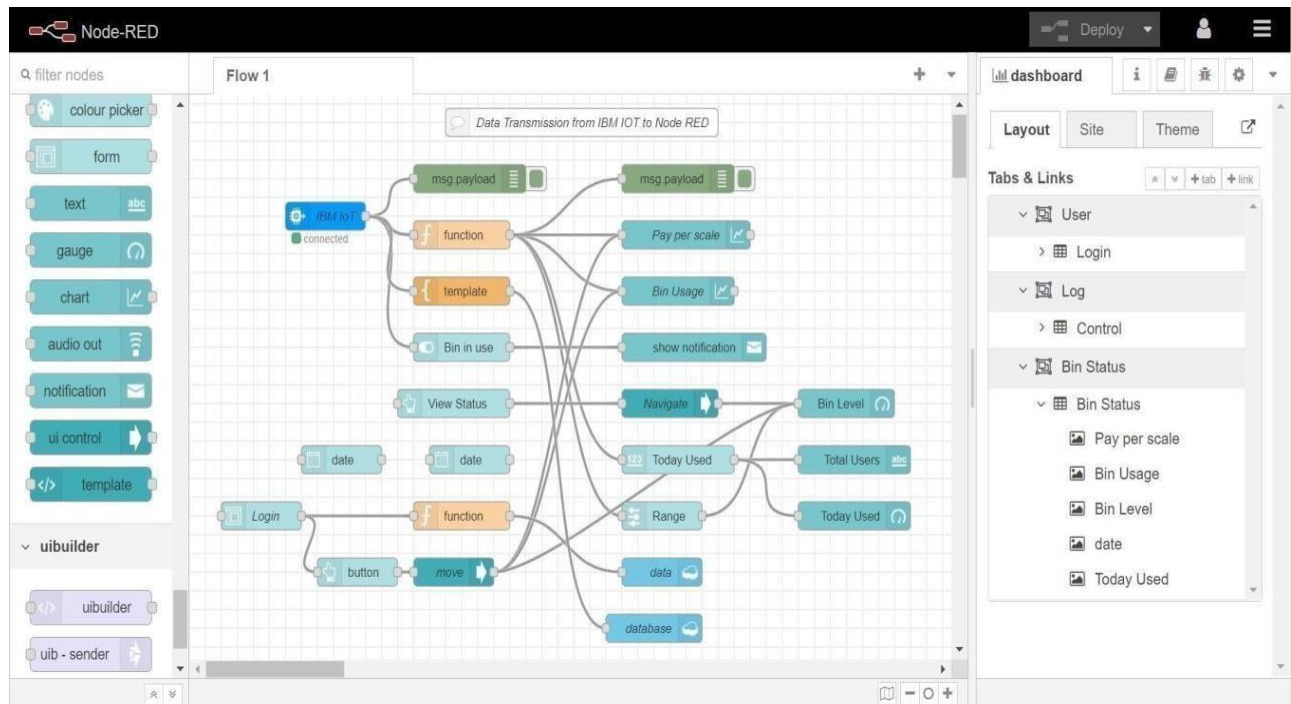 Node-RED
Deploy
filter nodes
colour picker
form
text abc
gauge
chart
audio out
notification
ui control
</> template
uibuilder
</> uibuilder
uib - sender
Flow 1
Data Transmission from IBM IOT to Node RED
msg.payload
msg.payload
IBM IoT
connected
function
Pay per scale
template
Bin Usage
Bin in use
show notification
View Status
Navigate
Bin Level
date
date
123 Today Used
Total Users abc
Login
function
Range
Today Used
button
move
data
database
dashboard
i
Layout
Site
Theme
Tabs & Links
+ tab
+ link
User
Login
Log
Control
Bin Status
Bin Status
Pay per scale
Bin Usage
Bin Level
date
Today Used